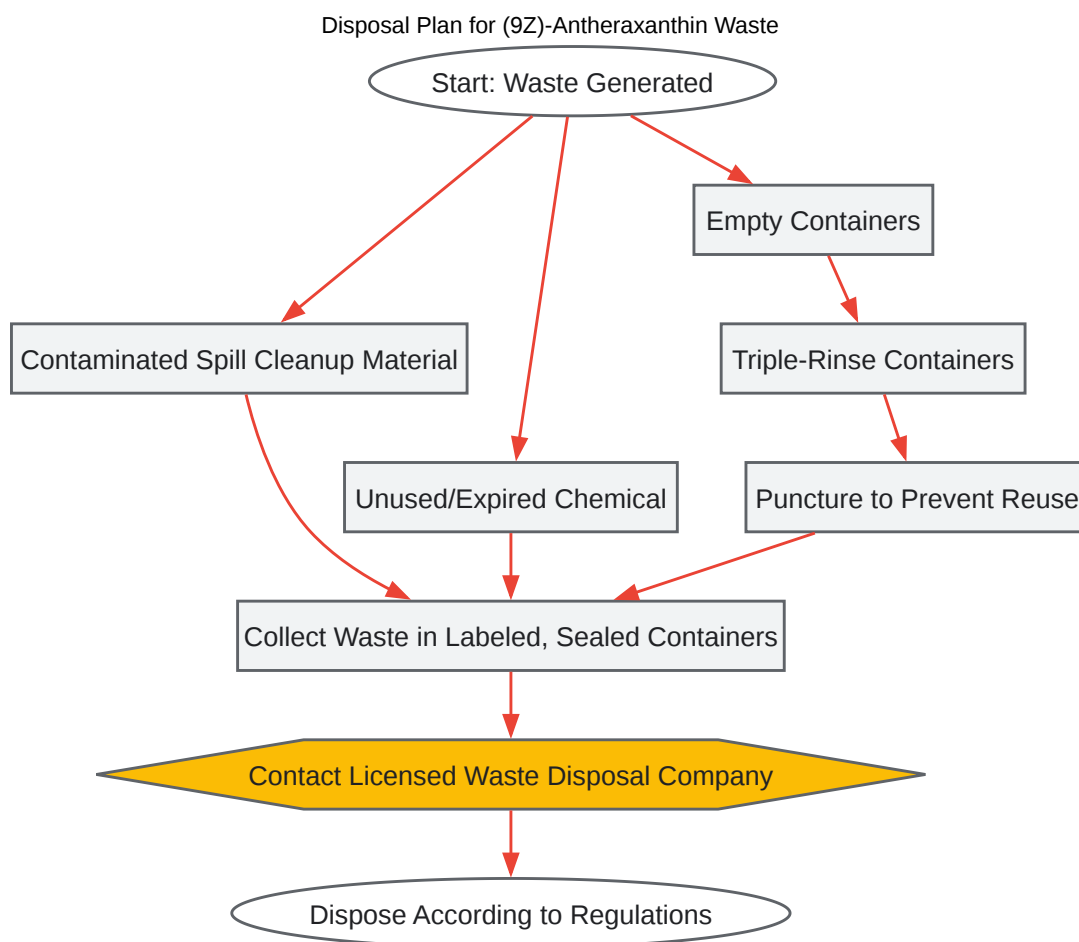 Disposal Plan for (9Z)-Antheraxanthin Waste
Start: Waste Generated
Empty Containers
Contaminated Spill Cleanup Material
Triple-Rinse Containers
Unused/Expired Chemical
Puncture to Prevent Reuse
Collect Waste in Labeled, Sealed Containers
Contact Licensed Waste Disposal Company
Dispose According to Regulations